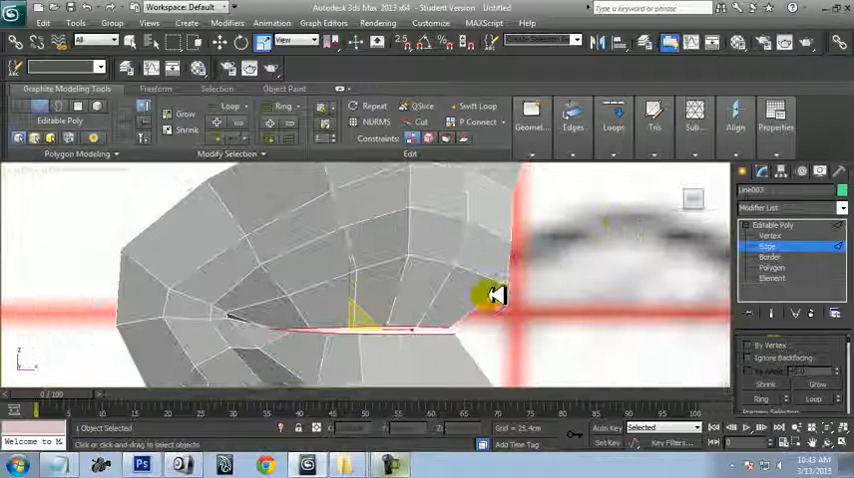 Workspace: Default
Autodesk 3ds Max 2013 x64 - Student Version Untitled
Type a keyword or phrase
Edit Tools Group Views Create Modifiers Animation Graph Editors Rendering Customize MAXScript Help
All View 2.5
Graphite Modeling Tools Freeform Selection Object Paint
Editable Poly
Grow Loop Ring Repeat QSlice Swift Loop
Shrink NURMS Cut P Connect
Constraints:
Geomet... Edges Loops Tris Sub... Align Properties
Polygon Modeling Modify Selection Edit
Line003
Modifier List
Editable Poly
Vertex
Edge
Border
Polygon
Element
By Vertex
Ignore Backfacing
Shrink Grow
Ring Loop
0 / 100
0 5 10 15 20 25 30 35 40 45 50 55 60 65 70 75 80 85 90 95 100
1 Object Selected X: Y: Z: Grid = 25.4cm Auto Key Selected
Welcome to M Click or click-and-drag to select objects Add Time Tag Set Key Key Filters... 0
10:43 AM
3/13/2015